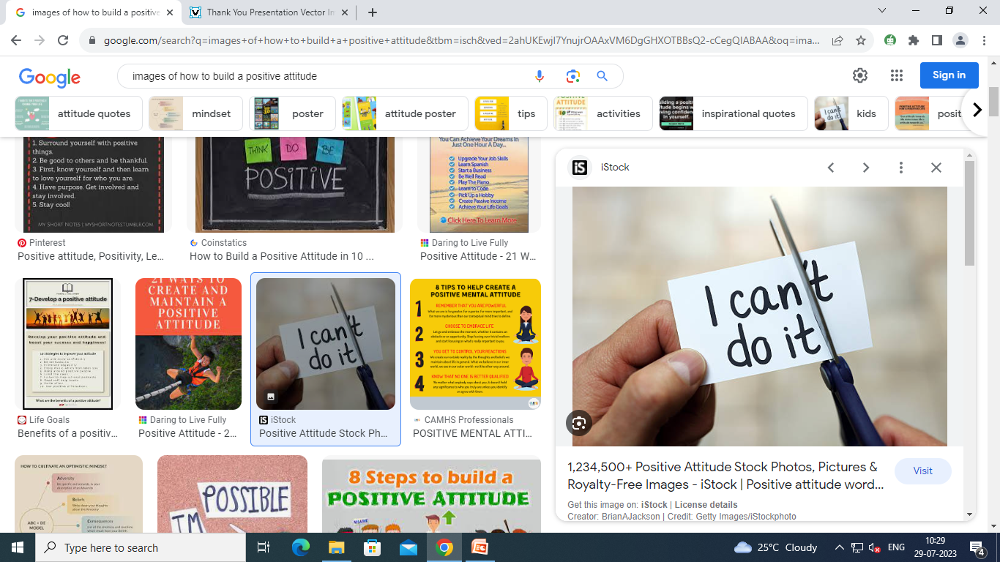 images of how to build a positive
Thank You Presentation Vector Im
google.com/search?q=images+of+how+to+build+a+positive+attitude&tbm=isch&ved=2ahUKEwjI7YnujrOAAxVM6DgGHXOTBBsQ2-cCegQIABAA&oq=ima...
Google
images of how to build a positive attitude
Sign in
attitude quotes
mindset
poster
attitude poster
tips
activities
inspirational quotes
kids
posit
1. Surround yourself with positive
things.
2. Be good to others and be thankful.
3. First, know yourself and then learn
to love yourself for who you are.
4. Have purpose. Get involved and
stay involved.
5. Stay cool!
MY SHORT NOTES | MYSHORTNOTES.TUMBLR.COM
THINK
DO
BE
POSITIVE
You Can Achieve Your Dreams In
Just One Hour A Day...
Upgrade Your Job Skills
Learn Spanish
Start a Business
Be Well Read
Play The Piano
Learn to Code
Pick Up a Hobby
Create Passive Income
Achieve Your Life Goals
Click Here To Learn More
Pinterest
Positive attitude, Positivity, Le...
Coinstatics
How to Build a Positive Attitude in 10 ...
Daring to Live Fully
Positive Attitude - 21 W...
7-Develop a positive attitude
Develop your positive attitude and
boost your success and happiness!
10 strategies to improve your attitude
What are the benefits of a positive attitude?
21 WAYS TO
CREATE AND
MAINTAIN A
POSITIVE
ATTITUDE
I can't
do it
8 TIPS TO HELP CREATE A
POSITIVE MENTAL ATTITUDE
1
REMEMBER THAT YOU ARE POWERFUL
2
CHOOSE TO EMBRACE LIFE
3
YOU GET TO CONTROL YOUR REACTIONS
4
KNOW THAT NO ONE IS BETTER QUALIFIED
Life Goals
Benefits of a positiv...
Daring to Live Fully
Positive Attitude - 2...
iStock
Positive Attitude Stock Ph...
CAMHS Professionals
POSITIVE MENTAL ATTI...
HOW TO CULTIVATE AN OPTIMISTIC MINDSET
Adversity
Beliefs
Consequences
ABC + DE
MODEL
POSSIBLE
I'M
8 Steps to build a
POSITIVE ATTITUDE
NEGATIVE
iS
iStock
I can't
do it
1,234,500+ Positive Attitude Stock Photos, Pictures &
Royalty-Free Images - iStock | Positive attitude word...
Visit
Get this image on: iStock | License details
Creator: BrianAJackson | Credit: Getty Images/iStockphoto
Type here to search
25°C Cloudy
ENG
10:29
29-07-2023
4